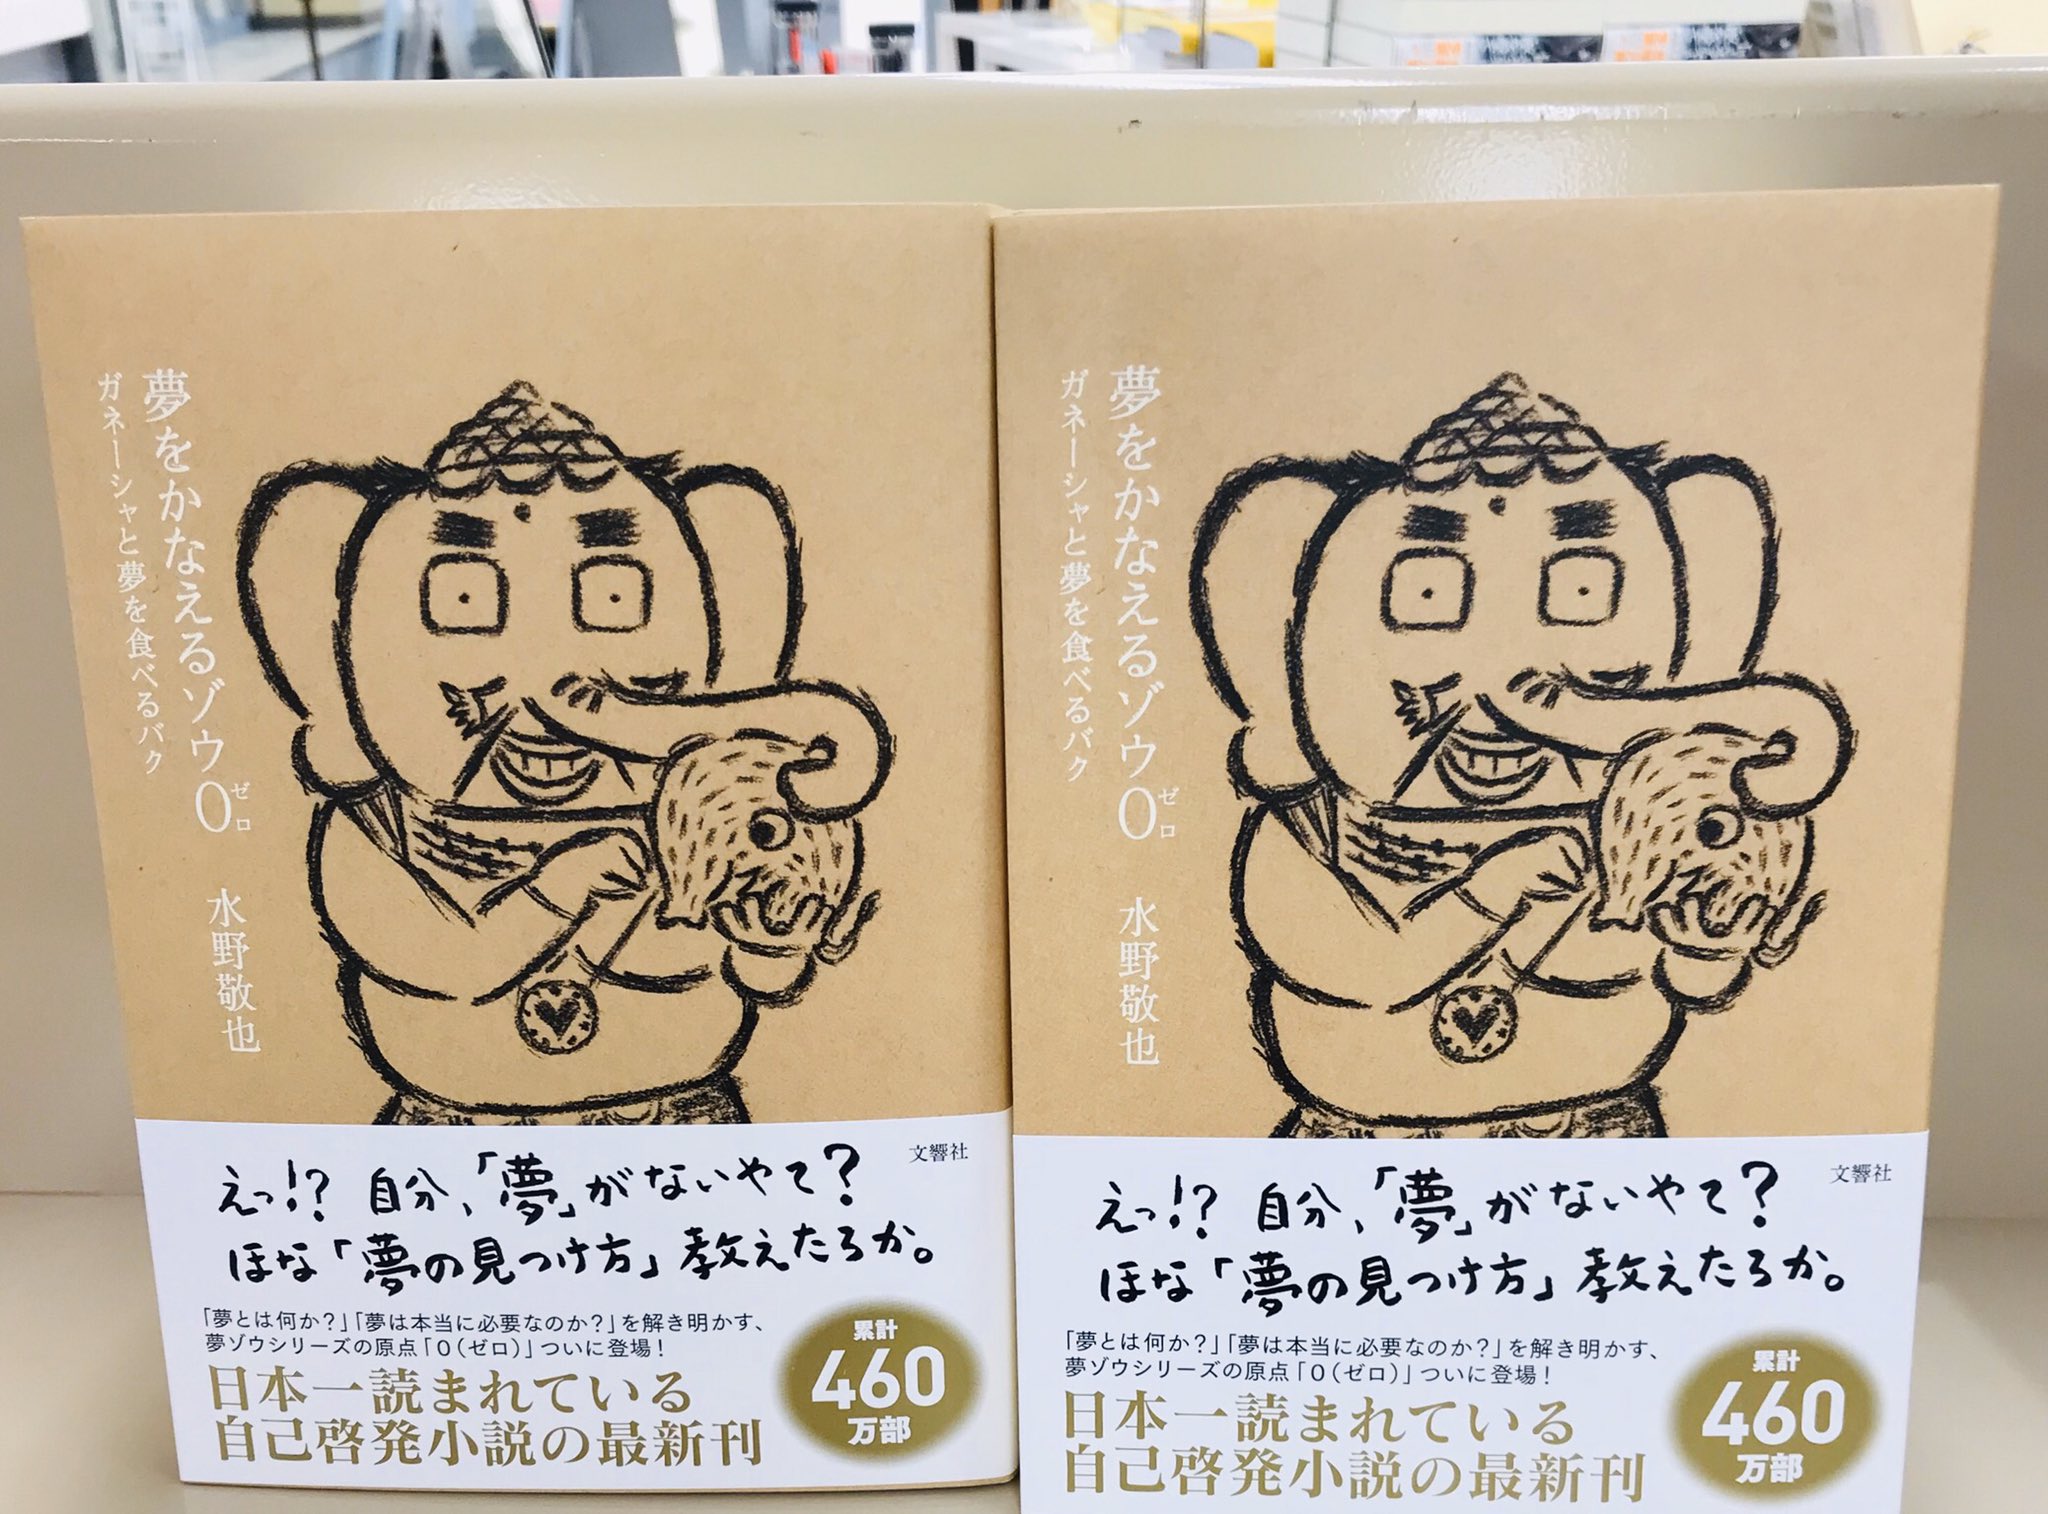 夢をかなえるゾウ0
ゼロ
ガネーシャと夢を食べるバク
水野敬也
文響社
えっ!? 自分、「夢」がないやて?
ほな「夢の見つけ方」教えたろか。
「夢とは何か?」「夢は本当に必要なのか?」を解き明かす、
夢ゾウシリーズの原点「0(ゼロ)」ついに登場!
日本一読まれている
自己啓発小説の最新刊
累計
460
万部
夢をかなえるゾウ0
ゼロ
ガネーシャと夢を食べるバク
水野敬也
文響社
えっ!? 自分、「夢」がないやて?
ほな「夢の見つけ方」教えたろか。
「夢とは何か?」「夢は本当に必要なのか?」を解き明かす、
夢ゾウシリーズの原点「0(ゼロ)」ついに登場!
日本一読まれている
自己啓発小説の最新刊
累計
460
万部